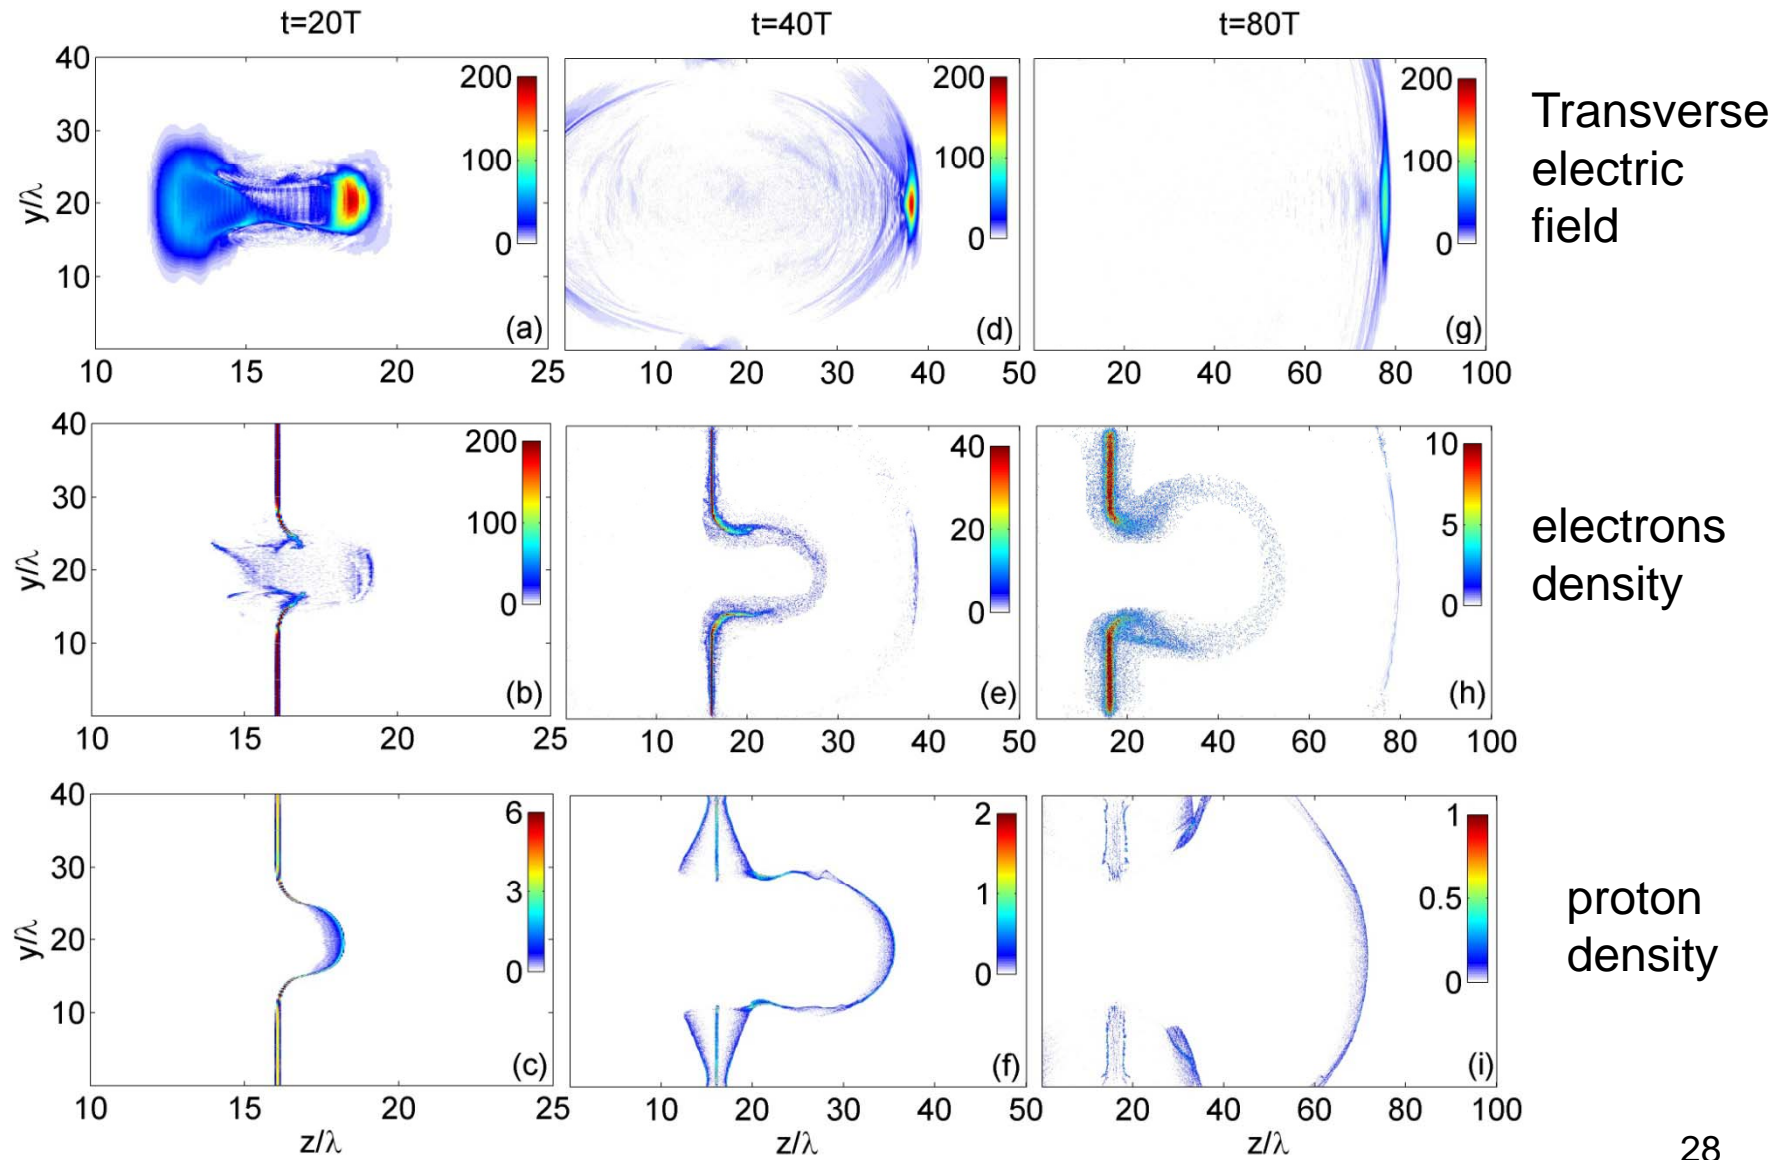 t=20T t=40T t=80T
40
30
20
10
y/λ
200
100
0
(a)
10 15 20 25
200
100
0
(d)
10 20 30 40 50
200
100
0
(g)
20 40 60 80 100
Transverse
electric
field
40
30
20
10
y/λ
200
100
0
(b)
10 15 20 25
40
20
0
(e)
10 20 30 40 50
10
5
0
(h)
20 40 60 80 100
electrons
density
40
30
20
10
y/λ
6
3
0
(c)
10 15 20 25
z/λ
2
1
0
(f)
10 20 30 40 50
z/λ
1
0.5
0
(i)
20 40 60 80 100
z/λ
proton
density
28